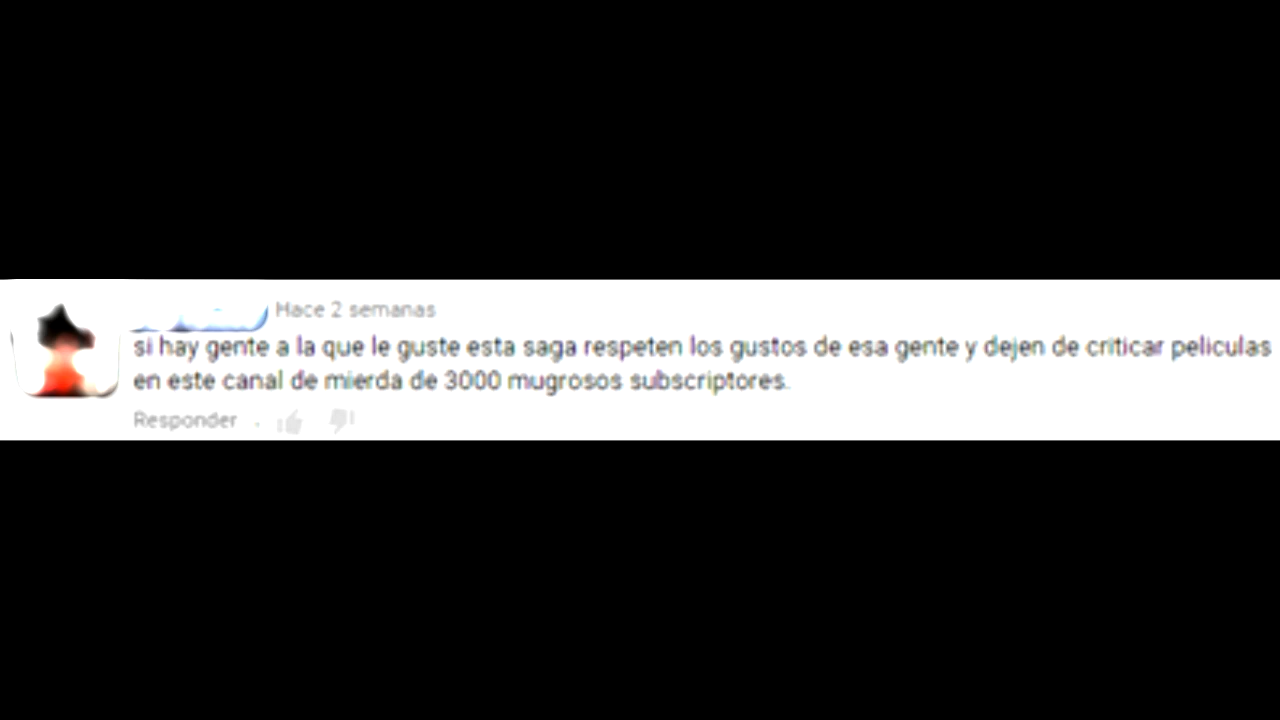 Hace 2 semanas
si hay gente a la que le guste esta saga respeten los gustos de esa gente y dejen de criticar peliculas
en este canal de mierda de 3000 mugrosos subscriptores.
Responder